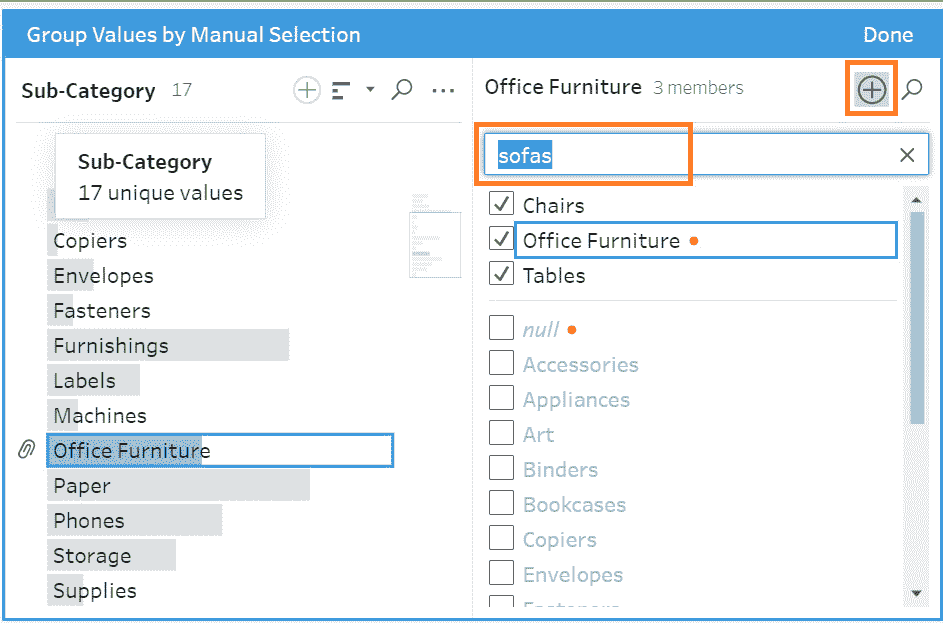 Group Values by Manual Selection Done
Sub-Category 17
Sub-Category
17 unique values
Copiers
Envelopes
Fasteners
Furnishings
Labels
Machines
Office Furniture
Paper
Phones
Storage
Supplies
Office Furniture 3 members
sofas
Chairs
Office Furniture
Tables
null
Accessories
Appliances
Art
Binders
Bookcases
Copiers
Envelopes